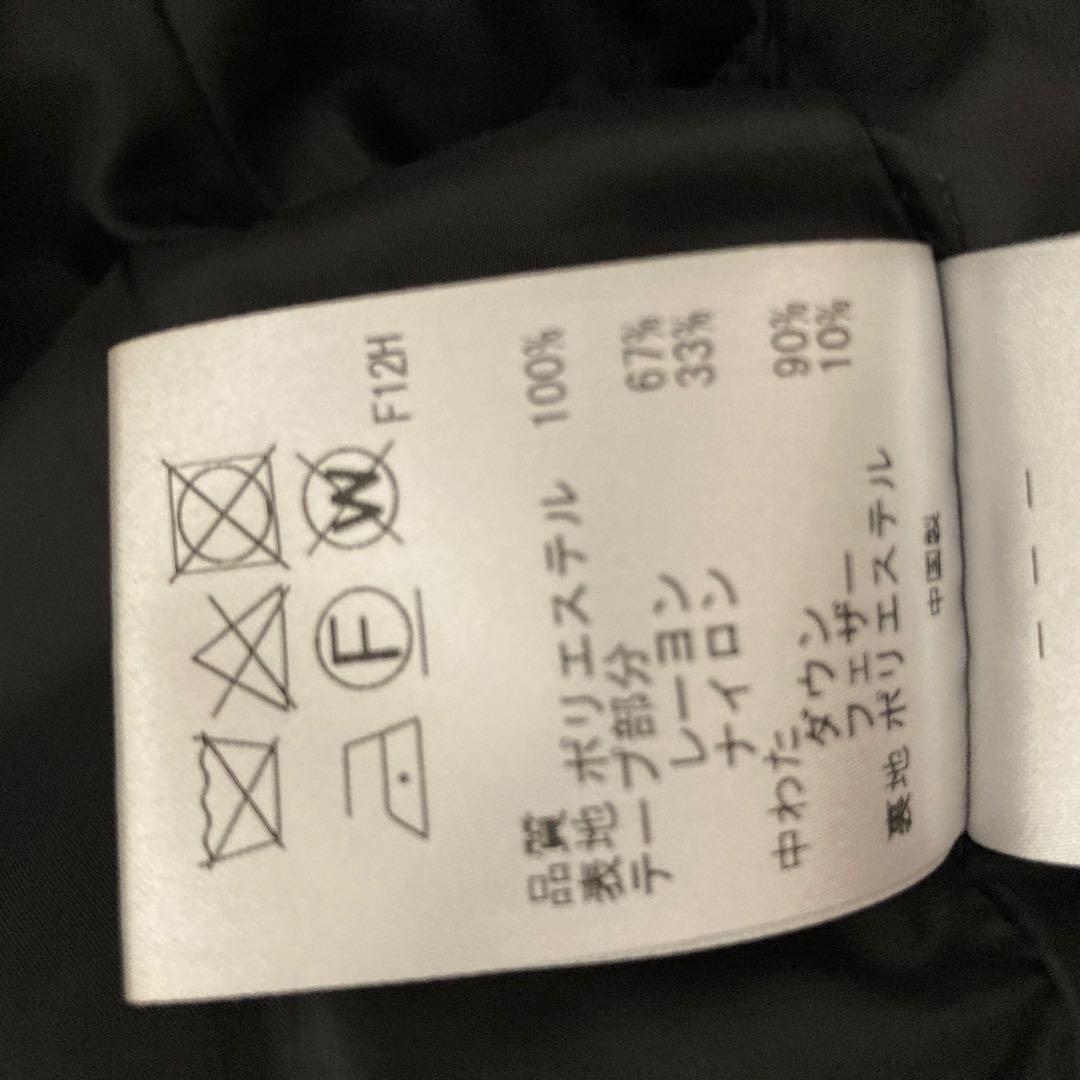 F W F12H
品質
表地 ポリエステル 100%
テープ部分
レーヨン 67%
ナイロン 33%
中わた
ダウン 90%
フェザー 10%
裏地 ポリエステル
中国製